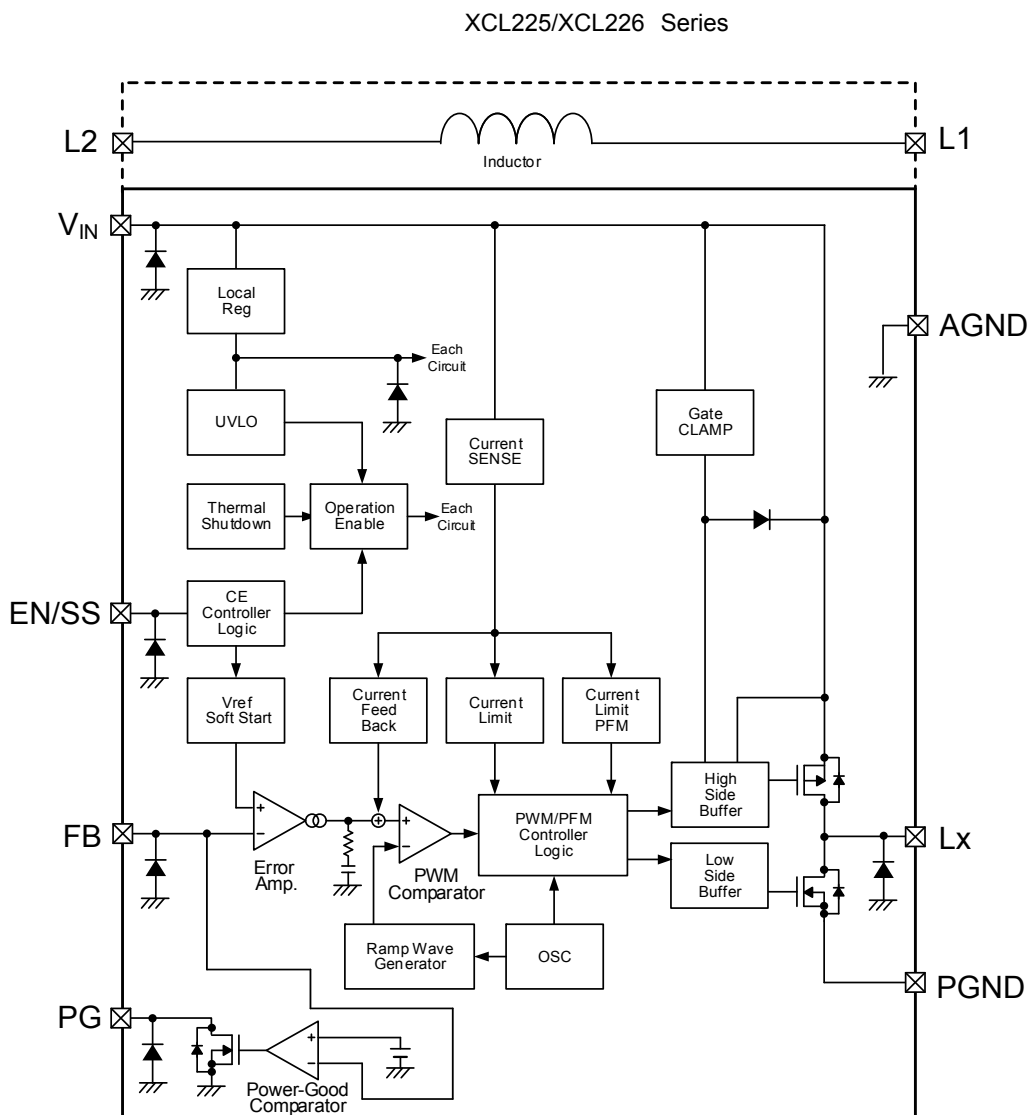 XCL225/XCL226 Series
L2
L1
Inductor
VIN
Local
Reg
AGND
Each
Circuit
UVLO
Current
SENSE
Gate
CLAMP
Thermal
Shutdown
Operation
Enable
Each
Circuit
EN/SS
CE
Controller
Logic
Vref
Soft Start
Current
Feed
Back
Current
Limit
Current
Limit
PFM
High
Side
Buffer
FB
+
−
Error
Amp.
+
+
−
PWM
Comparator
PWM/PFM
Controller
Logic
Low
Side
Buffer
Lx
Ramp Wave
Generator
OSC
PGND
PG
+
−
Power-Good
Comparator